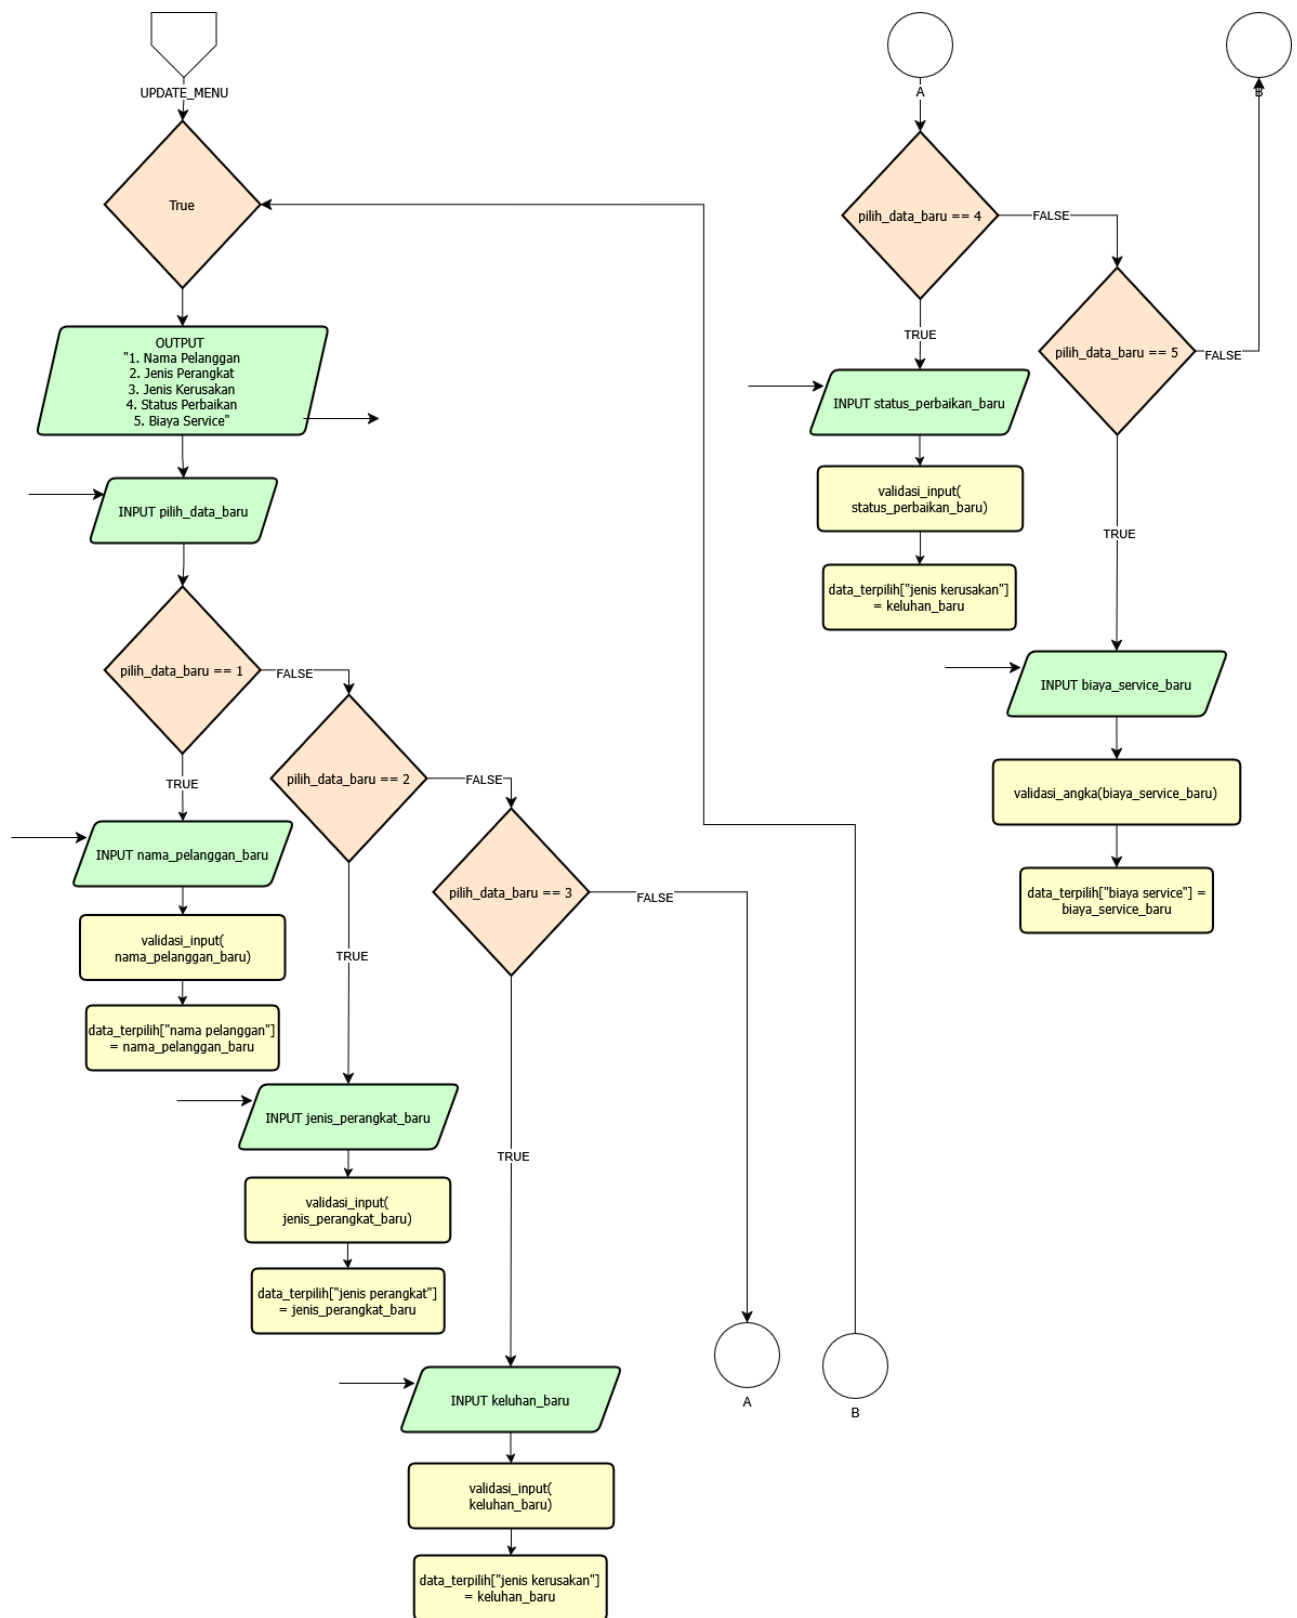 UPDATE_MENU
True
OUTPUT
"1. Nama Pelanggan
2. Jenis Perangkat
3. Jenis Kerusakan
4. Status Perbaikan
5. Biaya Service"
INPUT pilih_data_baru
pilih_data_baru == 1
FALSE
TRUE
INPUT nama_pelanggan_baru
validasi_input(
nama_pelanggan_baru)
data_terpilih["nama pelanggan"]
= nama_pelanggan_baru
pilih_data_baru == 2
FALSE
TRUE
INPUT jenis_perangkat_baru
validasi_input(
jenis_perangkat_baru)
data_terpilih["jenis perangkat"]
= jenis_perangkat_baru
pilih_data_baru == 3
FALSE
TRUE
INPUT keluhan_baru
validasi_input(
keluhan_baru)
data_terpilih["jenis kerusakan"]
= keluhan_baru
A
B
A
pilih_data_baru == 4
FALSE
TRUE
INPUT status_perbaikan_baru
validasi_input(
status_perbaikan_baru)
data_terpilih["jenis kerusakan"]
= keluhan_baru
pilih_data_baru == 5
FALSE
TRUE
INPUT biaya_service_baru
validasi_angka(biaya_service_baru)
data_terpilih["biaya service"] =
biaya_service_baru
B